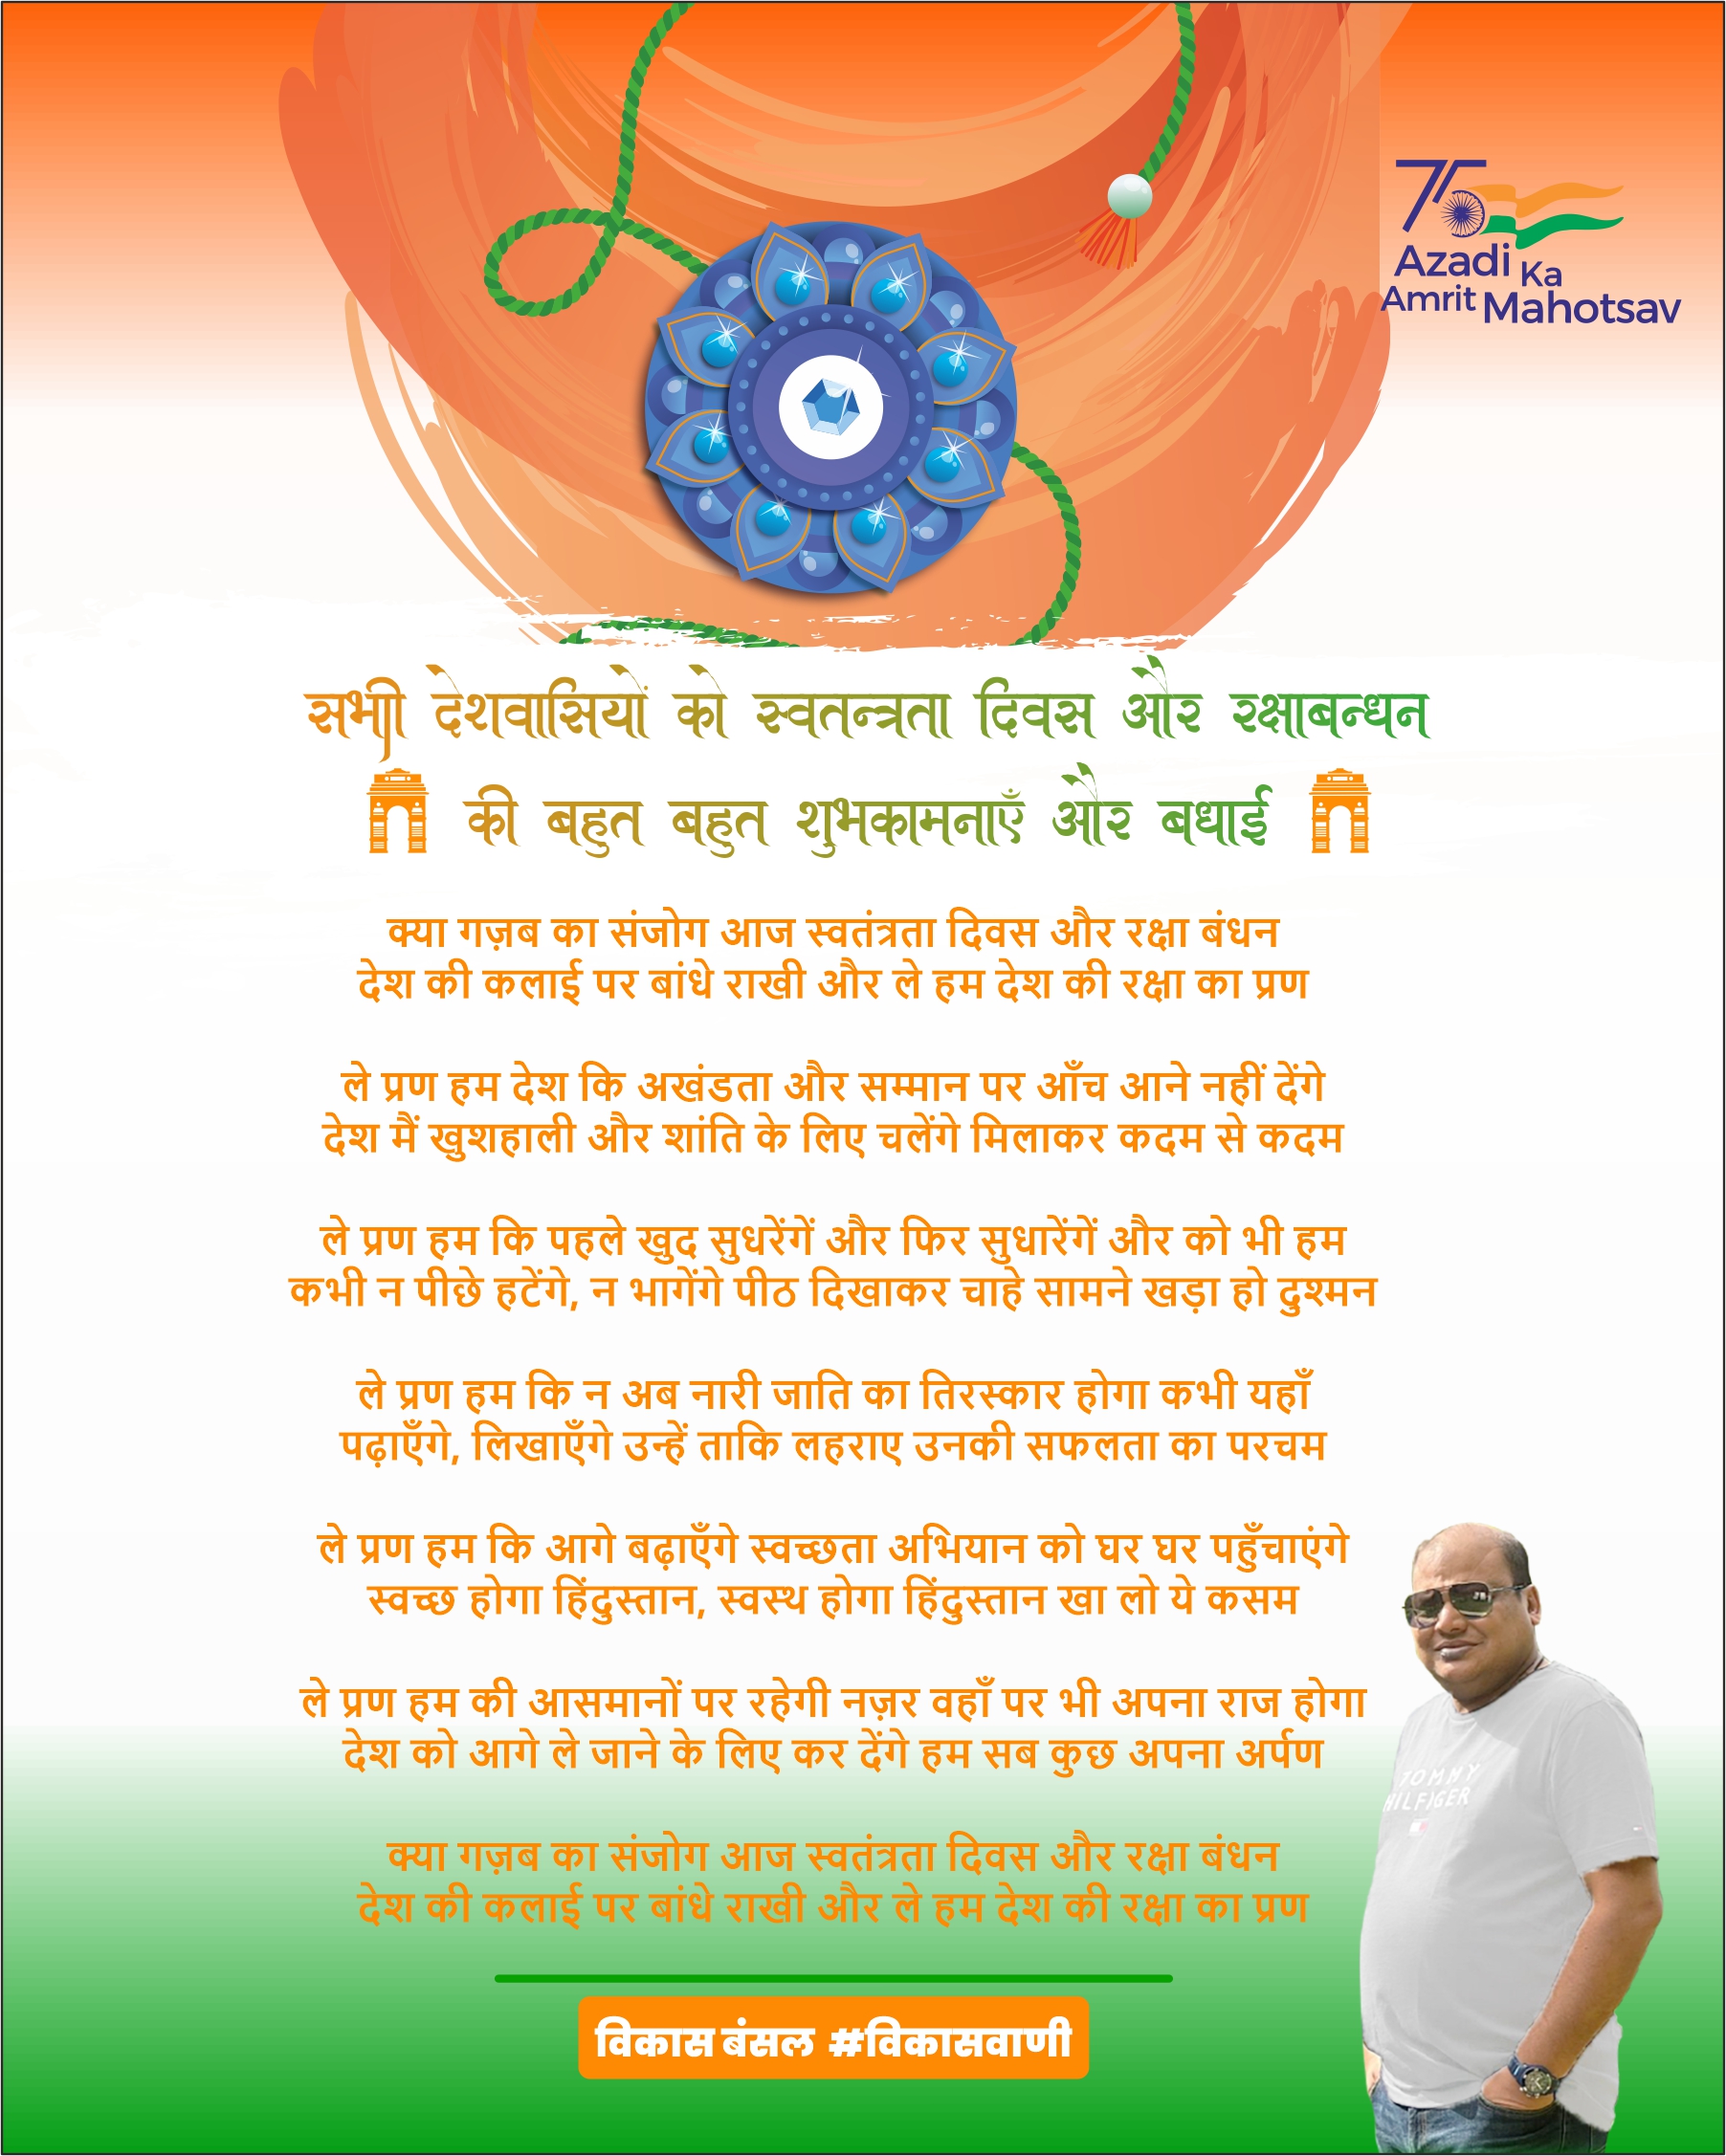 75
Azadi Ka
Amrit Mahotsav
सभी देशवासियों को स्वतन्त्रता दिवस और रक्षाबन्धन
की बहुत बहुत शुभकामनाएँ और बधाई
क्या गज़ब का संजोग आज स्वतंत्रता दिवस और रक्षा बंधन
देश की कलाई पर बांधे राखी और ले हम देश की रक्षा का प्रण
ले प्रण हम देश कि अखंडता और सम्मान पर आँच आने नहीं देंगे
देश मैं खुशहाली और शांति के लिए चलेंगे मिलाकर कदम से कदम
ले प्रण हम कि पहले खुद सुधरेंगें और फिर सुधारेंगें और को भी हम
कभी न पीछे हटेंगे, न भागेंगे पीठ दिखाकर चाहे सामने खड़ा हो दुश्मन
ले प्रण हम कि न अब नारी जाति का तिरस्कार होगा कभी यहाँ
पढ़ाएँगे, लिखाएँगे उन्हें ताकि लहराए उनकी सफलता का परचम
ले प्रण हम कि आगे बढ़ाएँगे स्वच्छता अभियान को घर घर पहुँचाएंगे
स्वच्छ होगा हिंदुस्तान, स्वस्थ होगा हिंदुस्तान खा लो ये कसम
ले प्रण हम की आसमानों पर रहेगी नज़र वहाँ पर भी अपना राज होगा
देश को आगे ले जाने के लिए कर देंगे हम सब कुछ अपना अर्पण
क्या गज़ब का संजोग आज स्वतंत्रता दिवस और रक्षा बंधन
देश की कलाई पर बांधे राखी और ले हम देश की रक्षा का प्रण
TOMMY
HILFIGER
विकास बंसल #विकासवाणी